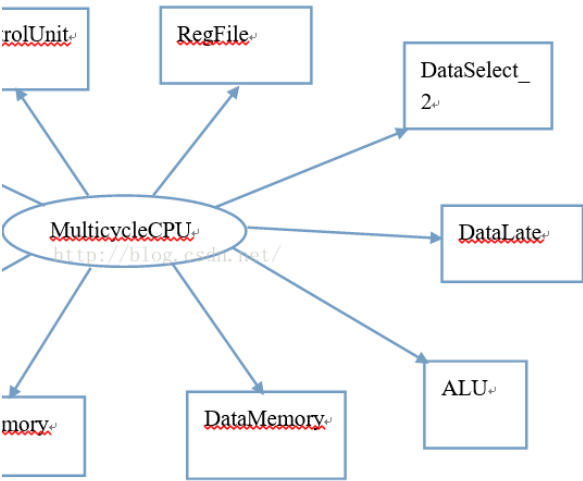 rolUnit
RegFile
DataSelect_
2
MulticycleCPU
http://blog.csdn.net/
DataLate
ALU
mory
DataMemory